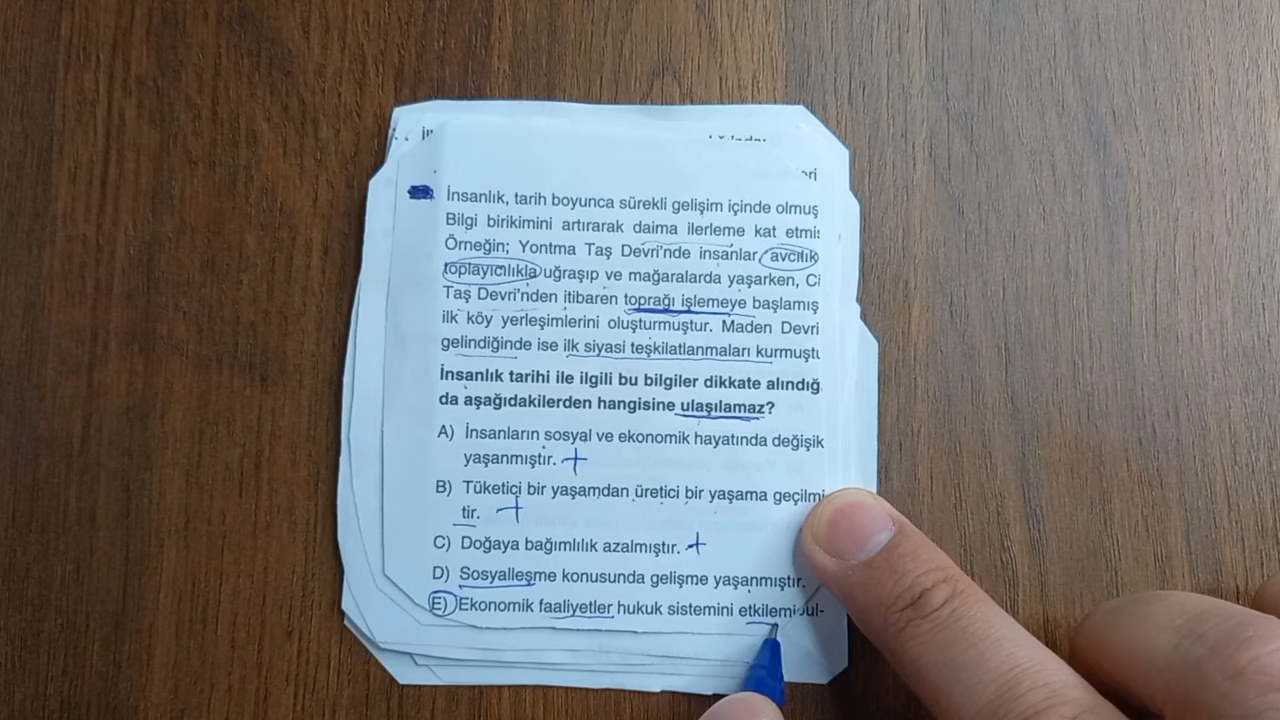 İnsanlık, tarih boyunca sürekli gelişim içinde olmuş
Bilgi birikimini artırarak daima ilerleme kat etmi
Örneğin; Yontma Taş Devri'nde insanlar avcılık
toplayıcılıkla uğraşıp ve mağaralarda yaşarken, Ci
Taş Devri'nden itibaren toprağı işlemeye başlamış
ilk köy yerleşimlerini oluşturmuştur. Maden Devri
gelindiğinde ise ilk siyasi teşkilatlanmaları kurmuştu
İnsanlık tarihi ile ilgili bu bilgiler dikkate alındığ
da aşağıdakilerden hangisine ulaşılamaz?
A) İnsanların sosyal ve ekonomik hayatında değişik
yaşanmıştır. +
B) Tüketici bir yaşamdan üretici bir yaşama geçilmi
tir. +
C) Doğaya bağımlılık azalmıştır. +
D) Sosyalleşme konusunda gelişme yaşanmıştır.
E) Ekonomik faaliyetler hukuk sistemini etkilemi